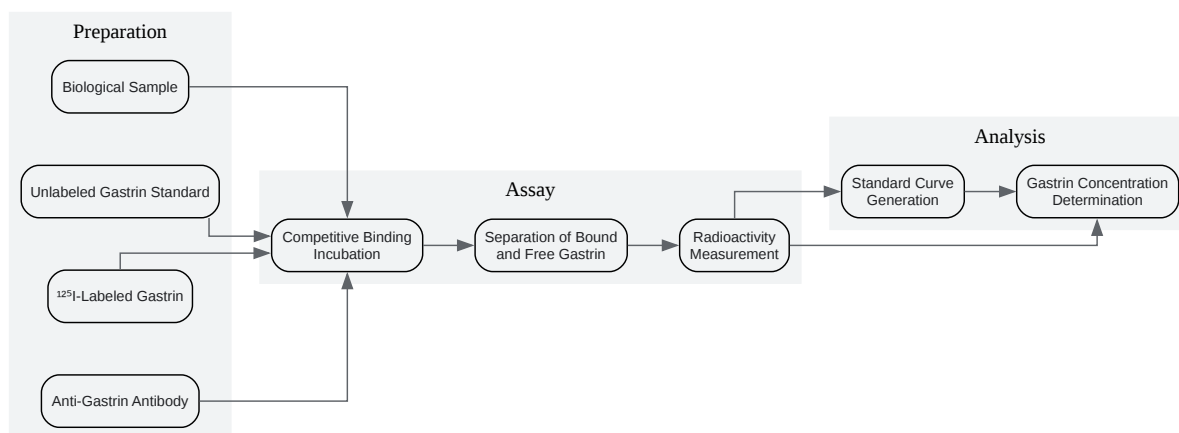 Preparation
Biological Sample
Unlabeled Gastrin Standard
¹²⁵I-Labeled Gastrin
Anti-Gastrin Antibody
Assay
Competitive Binding
Incubation
Separation of Bound
and Free Gastrin
Radioactivity
Measurement
Analysis
Standard Curve
Generation
Gastrin Concentration
Determination